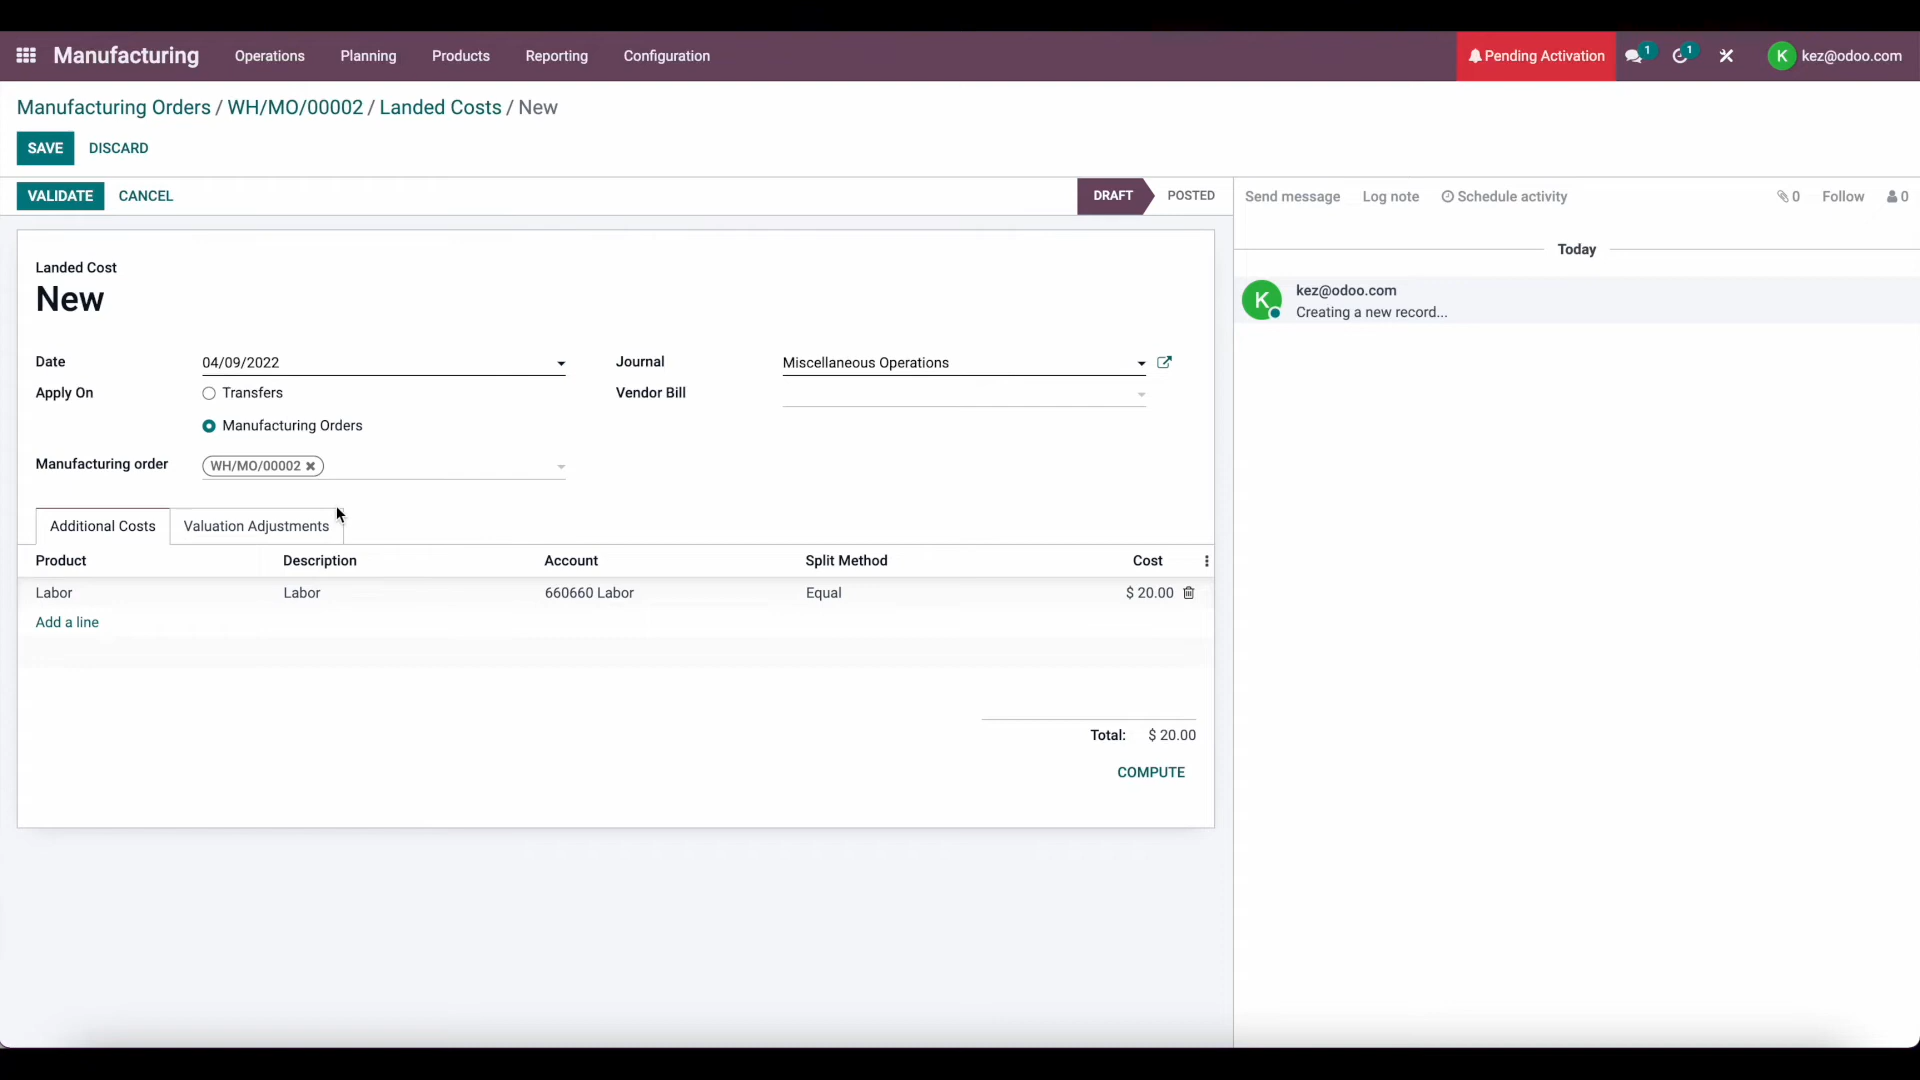 Manufacturing Operations Planning Products Reporting Configuration Pending Activation 1 1 K kez@odoo.com
Manufacturing Orders / WH/MO/00002 / Landed Costs / New
SAVE DISCARD
VALIDATE CANCEL DRAFT POSTED Send message Log note Schedule activity 0 Follow 0
Today
K kez@odoo.com
Creating a new record...
Landed Cost
New
Date 04/09/2022 Journal Miscellaneous Operations
Apply On Transfers Vendor Bill
Manufacturing Orders
Manufacturing order WH/MO/00002
Additional Costs Valuation Adjustments
Product Description Account Split Method Cost
Labor Labor 660660 Labor Equal $ 20.00
Add a line
Total: $ 20.00
COMPUTE